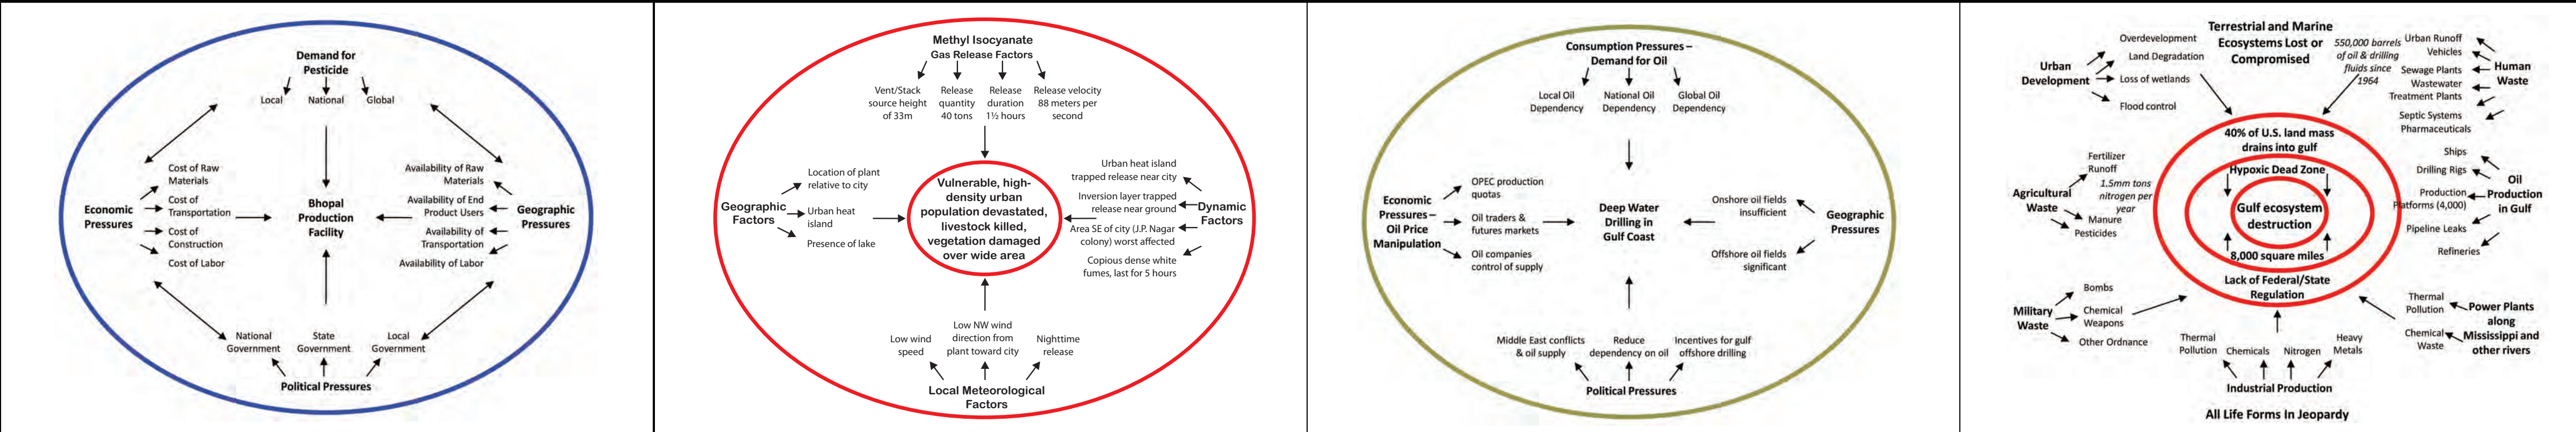 Demand for
Pesticide
Local
National
Global
Cost of Raw
Materials
Cost of
Transportation
Cost of
Construction
Cost of Labor
Economic
Pressures
Bhopal
Production
Facility
Availability of Raw
Materials
Availability of End
Product Users
Availability of
Transportation
Availability of Labor
Geographic
Pressures
National
Government
State
Government
Local
Government
Political Pressures
Methyl Isocyanate
Gas Release Factors
Vent/Stack
source height
of 33m
Release
quantity
40 tons
Release
duration
1½ hours
Release velocity
88 meters per
second
Geographic
Factors
Location of plant
relative to city
Urban heat
island
Presence of lake
Vulnerable, high-
density urban
population devastated,
livestock killed,
vegetation damaged
over wide area
Urban heat island
trapped release near city
Inversion layer trapped
release near ground
Area SE of city (J.P. Nagar
colony) worst affected
Copious dense white
fumes, last for 5 hours
Dynamic
Factors
Low wind
speed
Low NW wind
direction from
plant toward city
Nighttime
release
Local Meteorological
Factors
Consumption Pressures –
Demand for Oil
Local Oil
Dependency
National Oil
Dependency
Global Oil
Dependency
Economic
Pressures –
Oil Price
Manipulation
OPEC production
quotas
Oil traders &
futures markets
Oil companies
control of supply
Deep Water
Drilling in
Gulf Coast
Onshore oil fields
insufficient
Offshore oil fields
significant
Geographic
Pressures
Middle East conflicts
& oil supply
Reduce
dependency on oil
Incentives for gulf
offshore drilling
Political Pressures
Terrestrial and Marine
Ecosystems Lost or
Compromised
Urban
Development
Overdevelopment
Land Degradation
Loss of wetlands
Flood control
550,000 barrels
of oil & drilling
fluids since
1964
Urban Runoff
Vehicles
Sewage Plants
Wastewater
Treatment Plants
Septic Systems
Pharmaceuticals
Human
Waste
Agricultural
Waste
Fertilizer
Runoff
1.5mm tons
nitrogen per
year
Manure
Pesticides
40% of U.S. land mass
drains into gulf
Hypoxic Dead Zone
Gulf ecosystem
destruction
8,000 square miles
Lack of Federal/State
Regulation
Ships
Drilling Rigs
Production
Platforms (4,000)
Pipeline Leaks
Refineries
Oil
Production
in Gulf
Military
Waste
Bombs
Chemical
Weapons
Other Ordnance
Thermal
Pollution
Chemicals
Nitrogen
Heavy
Metals
Industrial Production
Thermal
Pollution
Chemical
Waste
Power Plants
along
Mississippi and
other rivers
All Life Forms In Jeopardy